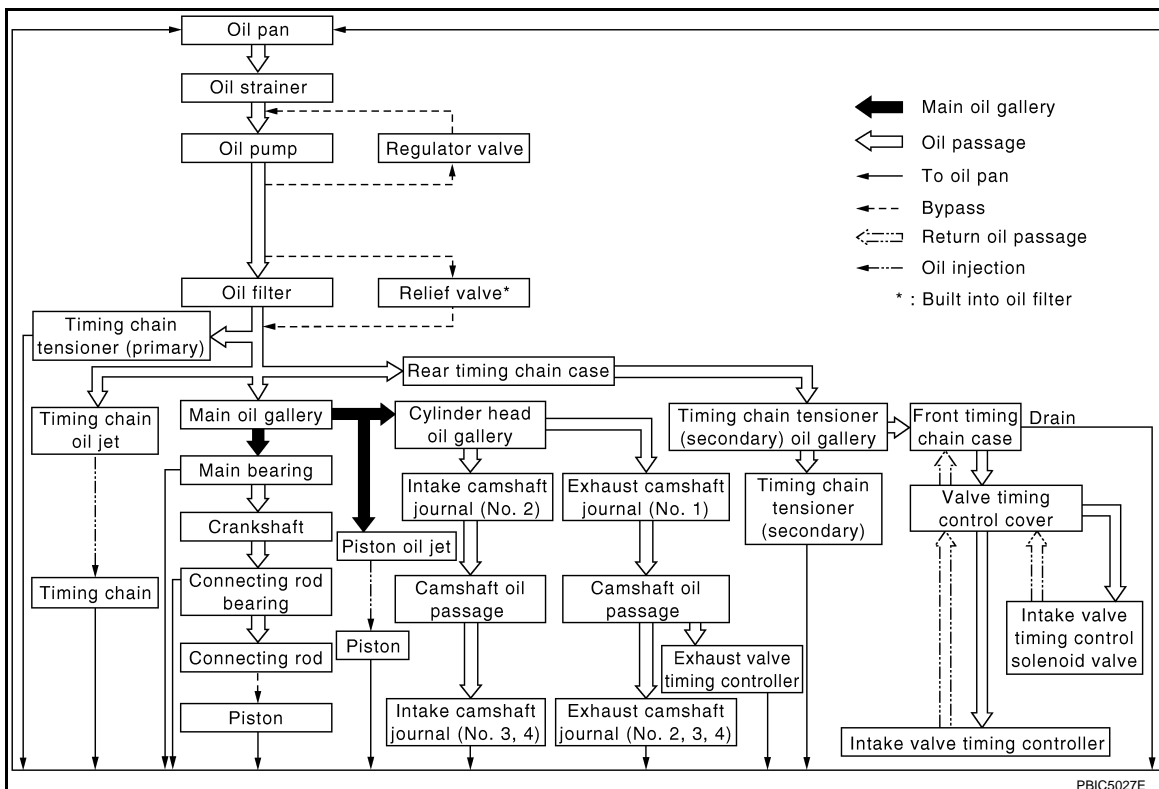 Oil pan
Oil strainer
Oil pump
Regulator valve
Oil filter
Relief valve*
Main oil gallery
Oil passage
To oil pan
Bypass
Return oil passage
Oil injection
* : Built into oil filter
Timing chain
tensioner (primary)
Rear timing chain case
Timing chain
oil jet
Main oil gallery
Cylinder head
oil gallery
Timing chain tensioner
(secondary) oil gallery
Front timing
chain case
Drain
Main bearing
Intake camshaft
journal (No. 2)
Exhaust camshaft
journal (No. 1)
Timing chain
tensioner
(secondary)
Valve timing
control cover
Crankshaft
Piston oil jet
Timing chain
Connecting rod
bearing
Camshaft oil
passage
Camshaft oil
passage
Intake valve
timing control
solenoid valve
Connecting rod
Piston
Exhaust valve
timing controller
Piston
Intake camshaft
journal (No. 3, 4)
Exhaust camshaft
journal (No. 2, 3, 4)
Intake valve timing controller
PBIC5027E